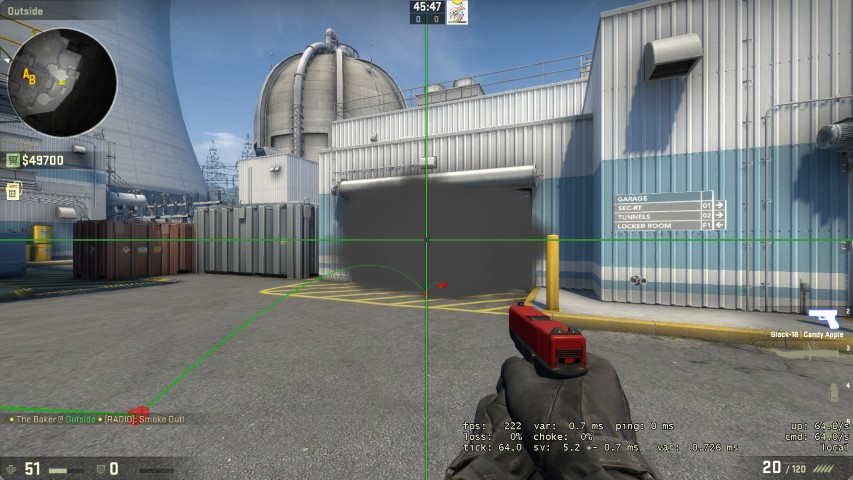 Outside
45:47
0 0
A
B
$49700
GARAGE
SEC-RT 01
TUNNELS 02
LOCKER ROOM F1
2
Glock-18 | Candy Apple
3
4
• The Baker @ Outside • [RADIO]: Smoke Out!
fps: 222 var: 0.7 ms ping: 0 ms
loss: 0% choke: 0%
tick: 64.0 sv: 5.2 +- 0.7 ms var: 0.726 ms
up: 64.0/s
cmd: 64.0/s
local
51 0
20 / 120